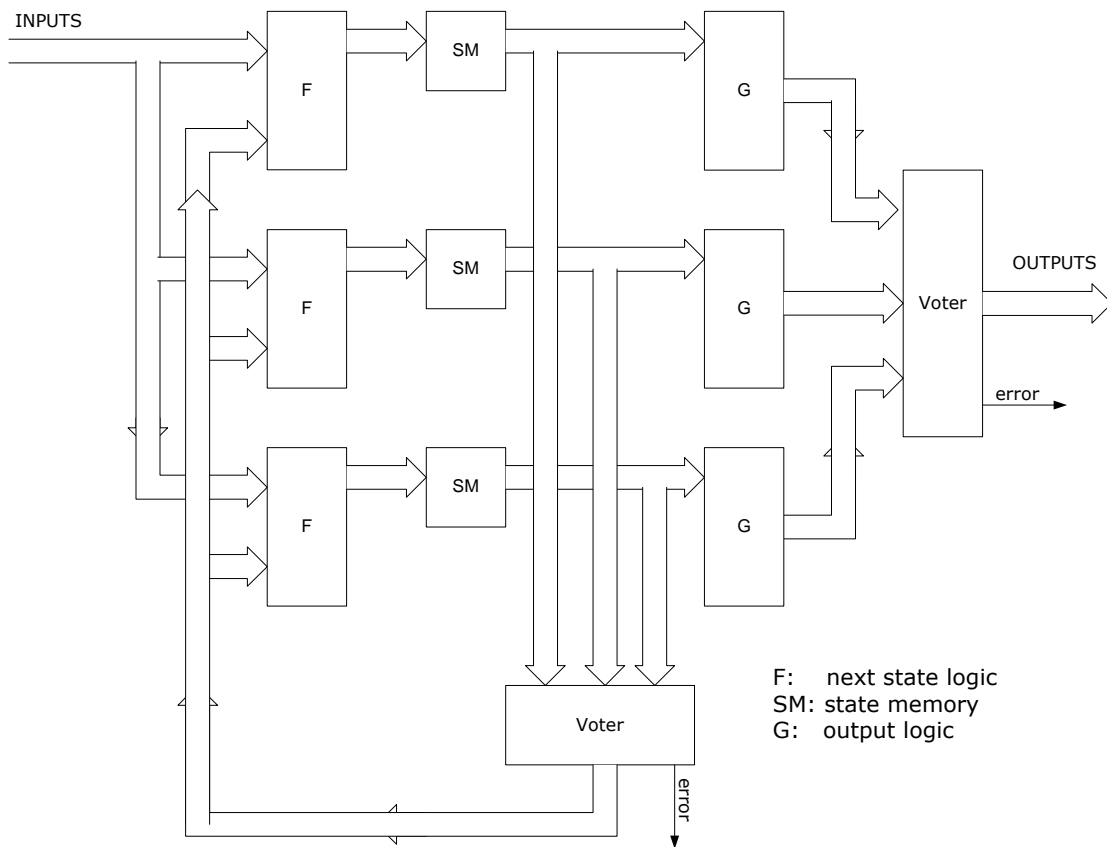 INPUTS
F
SM
G
F
SM
G
OUTPUTS
Voter
error
F
SM
G
Voter
error
F: next state logic
SM: state memory
G: output logic